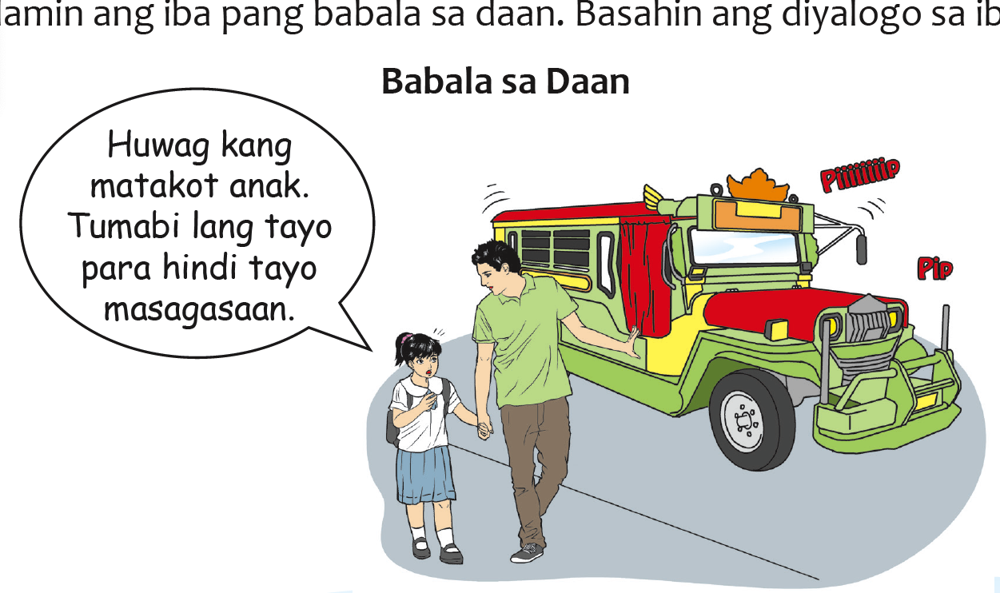 lamin ang iba pang babala sa daan. Basahin ang diyalogo sa ib
Babala sa Daan
Huwag kang
matakot anak.
Tumabi lang tayo
para hindi tayo
masagasaan.
Piiiiiiiip
Pip